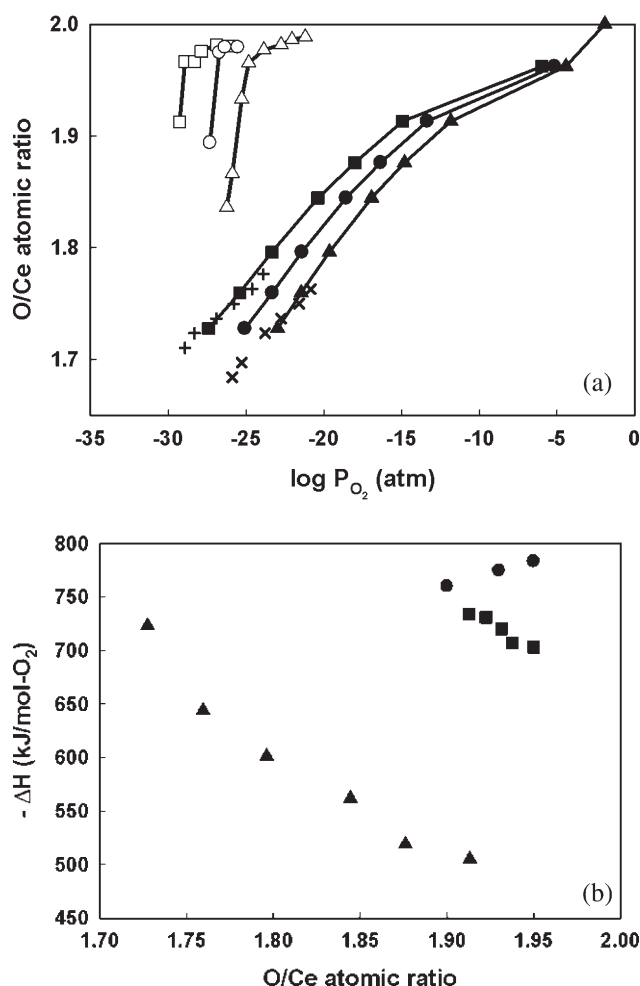 2.0
1.9
1.8
1.7
O/Ce atomic ratio
(a)
-35 -30 -25 -20 -15 -10 -5 0
log P_O₂ (atm)
800
750
700
650
600
550
500
450
- ΔH (kJ/mol-O₂)
(b)
1.70 1.75 1.80 1.85 1.90 1.95 2.00
O/Ce atomic ratio